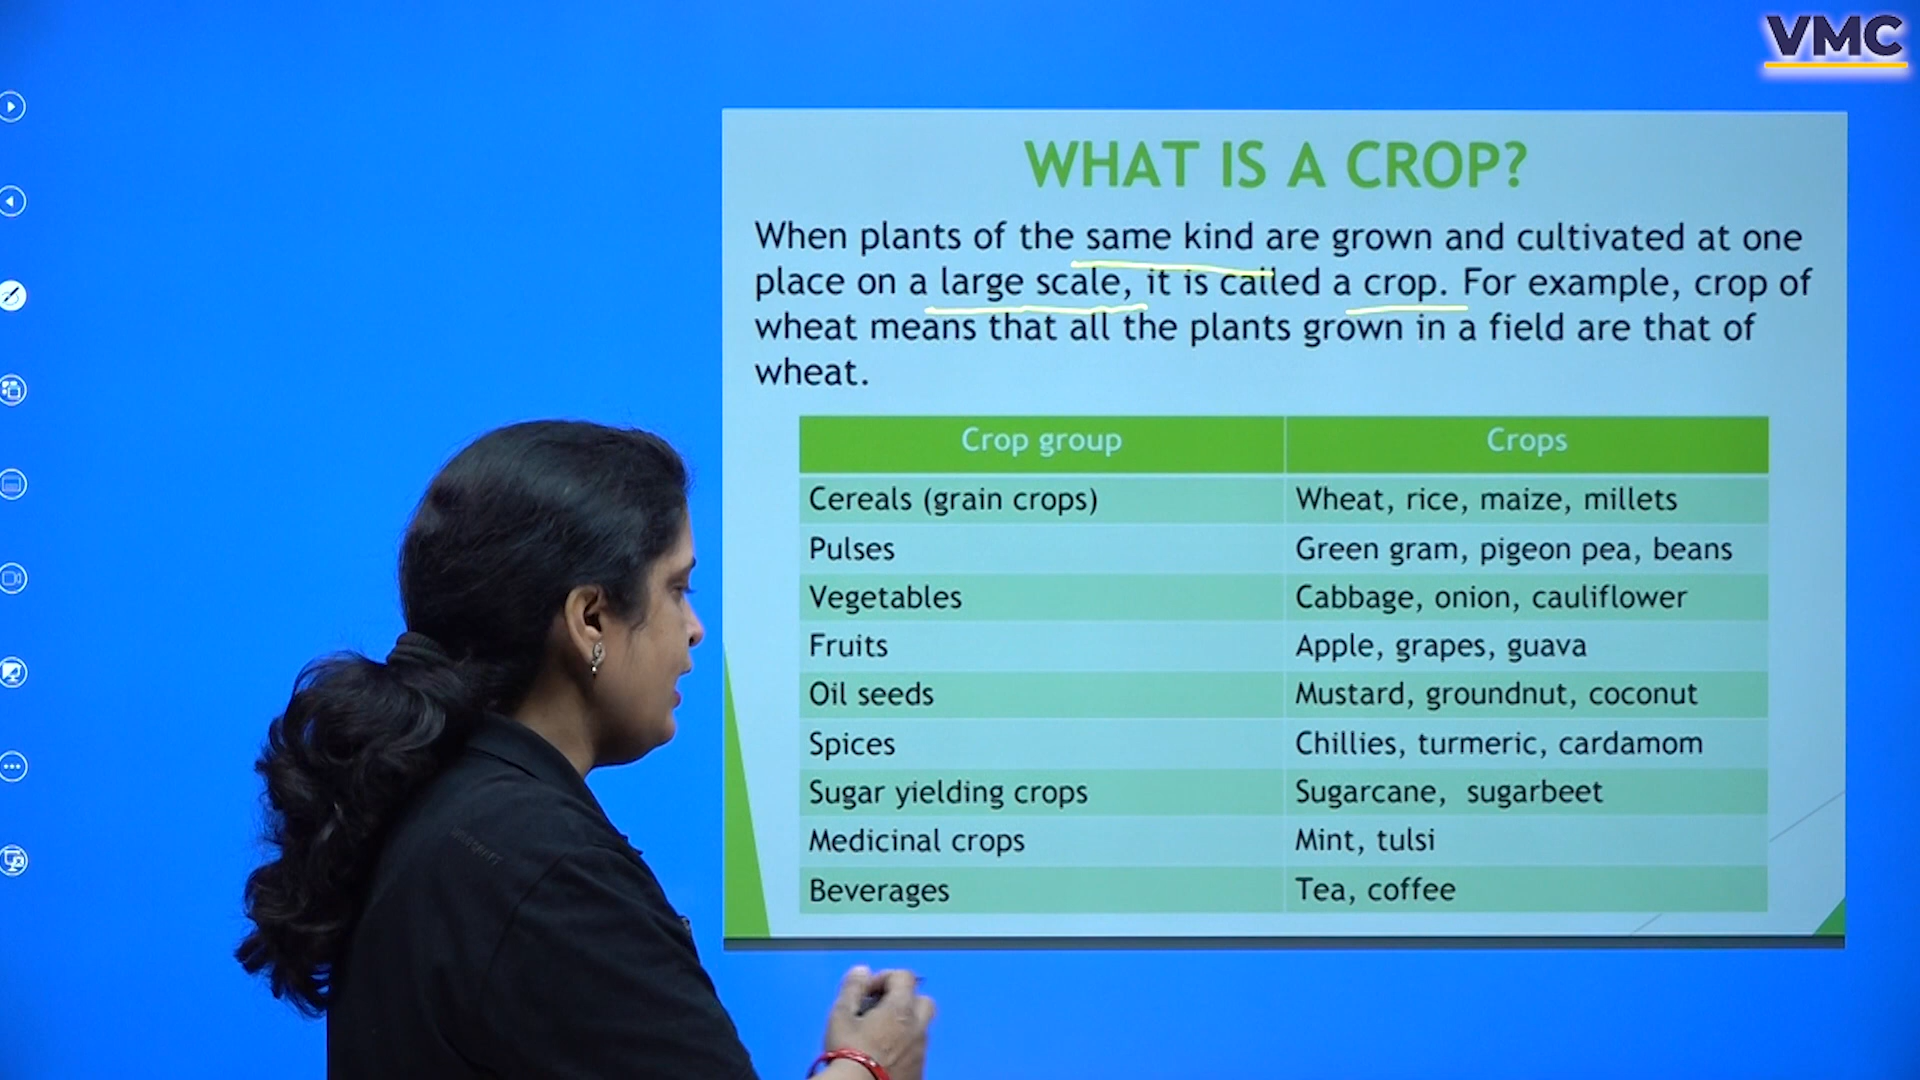 VMC
WHAT IS A CROP?
When plants of the same kind are grown and cultivated at one
place on a large scale, it is called a crop. For example, crop of
wheat means that all the plants grown in a field are that of
wheat.
Crop group Crops
Cereals (grain crops) Wheat, rice, maize, millets
Pulses Green gram, pigeon pea, beans
Vegetables Cabbage, onion, cauliflower
Fruits Apple, grapes, guava
Oil seeds Mustard, groundnut, coconut
Spices Chillies, turmeric, cardamom
Sugar yielding crops Sugarcane, sugarbeet
Medicinal crops Mint, tulsi
Beverages Tea, coffee